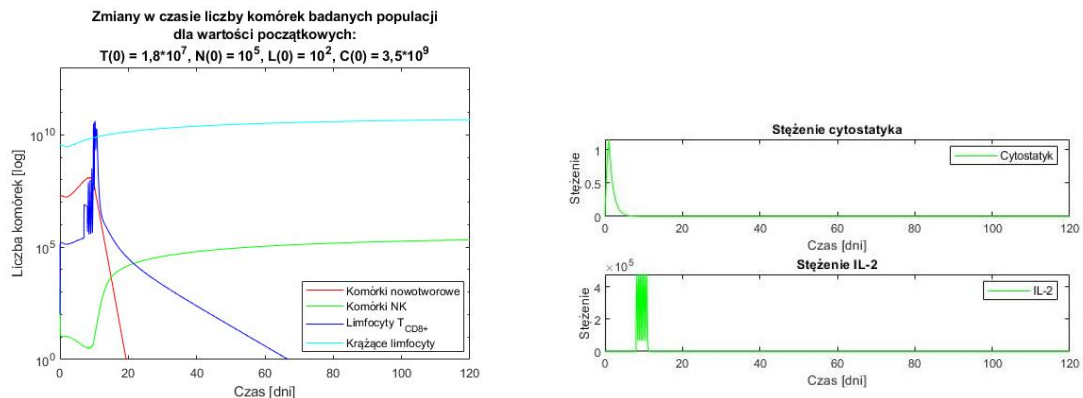 Zmiany w czasie liczby komórek badanych populacji
dla wartości początkowych:
T(0) = 1,8*10^7, N(0) = 10^5, L(0) = 10^2, C(0) = 3,5*10^9
Liczba komórek [log]
10^10
10^5
10^0
0 20 40 60 80 100 120
Czas [dni]
Komórki nowotworowe
Komórki NK
Limfocyty T_CD8+
Krążące limfocyty
Stężenie cytostatyka
Stężenie
1
0.5
0
Cytostatyk
0 20 40 60 80 100 120
Czas [dni]
Stężenie IL-2
×10^5
Stężenie
4
2
0
IL-2
0 20 40 60 80 100 120
Czas [dni]